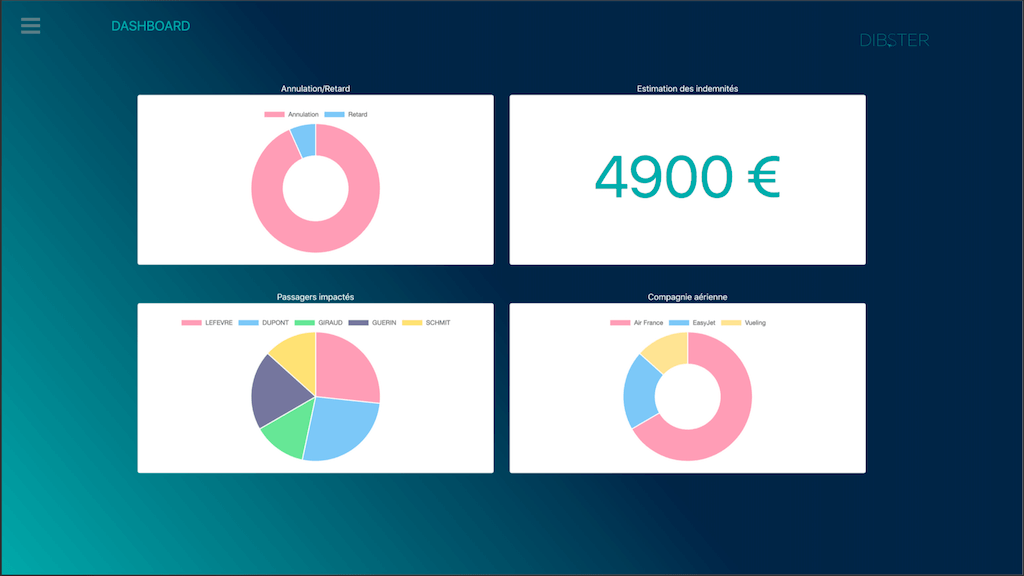 DASHBOARD
DIBSTER
Annulation/Retard
Annulation Retard
Estimation des indemnités
4900 €
Passagers impactés
LEFEVRE DUPONT GIRAUD GUERIN SCHMIT
Compagnie aérienne
Air France EasyJet Vueling